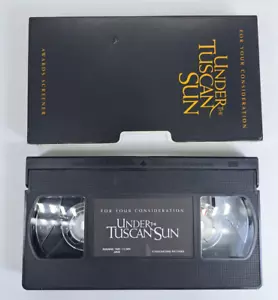 FOR YOUR CONSIDERATION
UNDER THE
TUSCAN
SUN
AWARDS SCREENER
FOR YOUR CONSIDERATION
UNDER THE
TUSCAN SUN